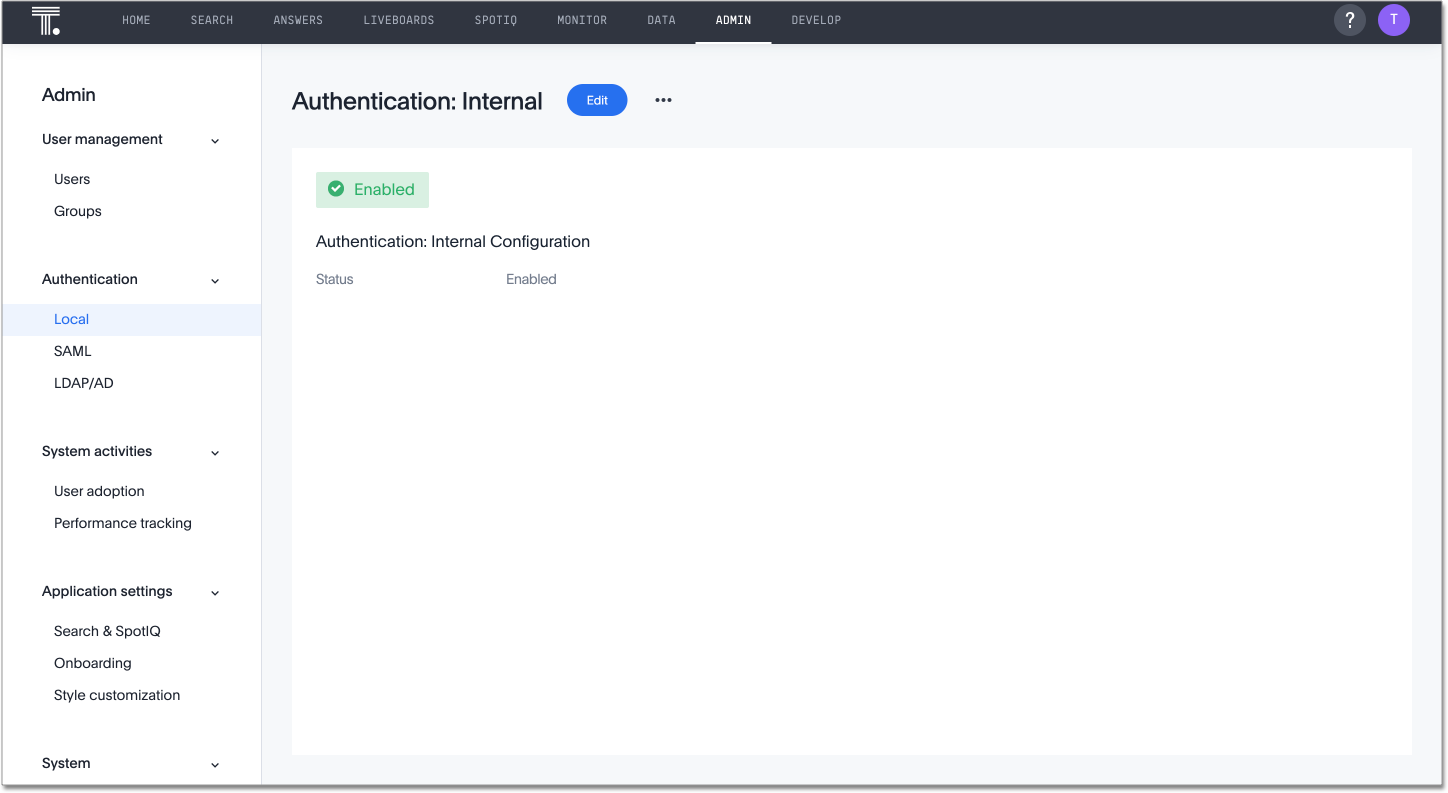 HOME SEARCH ANSWERS LIVEBOARDS SPOTIQ MONITOR DATA ADMIN DEVELOP ? T
Admin
User management
Users
Groups
Authentication
Local
SAML
LDAP/AD
System activities
User adoption
Performance tracking
Application settings
Search & SpotIQ
Onboarding
Style customization
System
Authentication: Internal Edit
Enabled
Authentication: Internal Configuration
Status Enabled